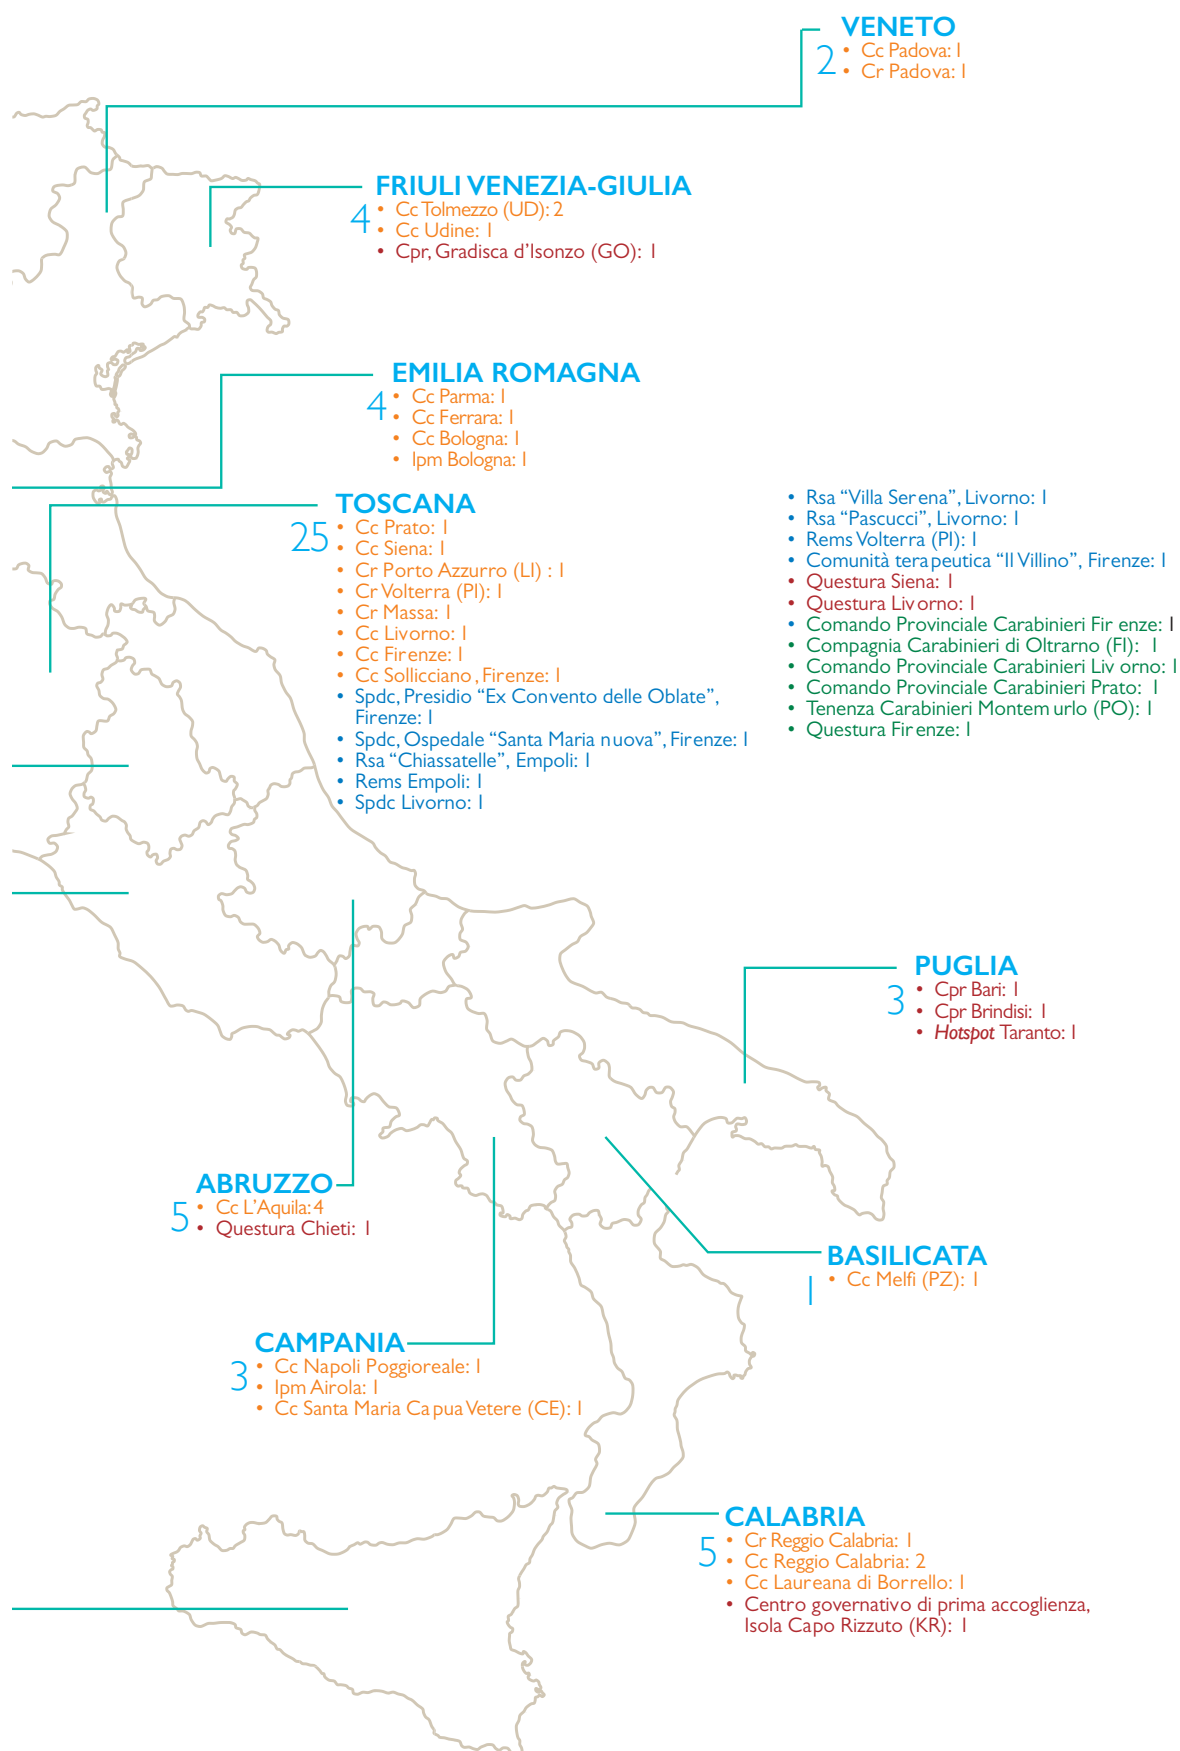 VENETO
2
• Cc Padova: 1
• Cr Padova: 1
FRIULI VENEZIA-GIULIA
4
• Cc Tolmezzo (UD): 2
• Cc Udine: 1
• Cpr, Gradisca d’Isonzo (GO): 1
EMILIA ROMAGNA
4
• Cc Parma: 1
• Cc Ferrara: 1
• Cc Bologna: 1
• Ipm Bologna: 1
TOSCANA
25
• Cc Prato: 1
• Cc Siena: 1
• Cr Porto Azzurro (LI) : 1
• Cr Volterra (PI): 1
• Cr Massa: 1
• Cc Livorno: 1
• Cc Firenze: 1
• Cc Sollicciano, Firenze: 1
• Spdc, Presidio “Ex Convento delle Oblate”,
Firenze: 1
• Spdc, Ospedale “Santa Maria nuova”, Firenze: 1
• Rsa “Chiassatelle”, Empoli: 1
• Rems Empoli: 1
• Spdc Livorno: 1
• Rsa “Villa Serena”, Livorno: 1
• Rsa “Pascucci”, Livorno: 1
• Rems Volterra (PI): 1
• Comunità terapeutica “Il Villino”, Firenze: 1
• Questura Siena: 1
• Questura Livorno: 1
• Comando Provinciale Carabinieri Firenze: 1
• Compagnia Carabinieri di Oltrarno (FI): 1
• Comando Provinciale Carabinieri Livorno: 1
• Comando Provinciale Carabinieri Prato: 1
• Tenenza Carabinieri Montemurlo (PO): 1
• Questura Firenze: 1
PUGLIA
3
• Cpr Bari: 1
• Cpr Brindisi: 1
• Hotspot Taranto: 1
ABRUZZO
5
• Cc L’Aquila: 4
• Questura Chieti: 1
BASILICATA
1
• Cc Melfi (PZ): 1
CAMPANIA
3
• Cc Napoli Poggioreale: 1
• Ipm Airola: 1
• Cc Santa Maria Capua Vetere (CE): 1
CALABRIA
5
• Cr Reggio Calabria: 1
• Cc Reggio Calabria: 2
• Cc Laureana di Borrello: 1
• Centro governativo di prima accoglienza,
Isola Capo Rizzuto (KR): 1